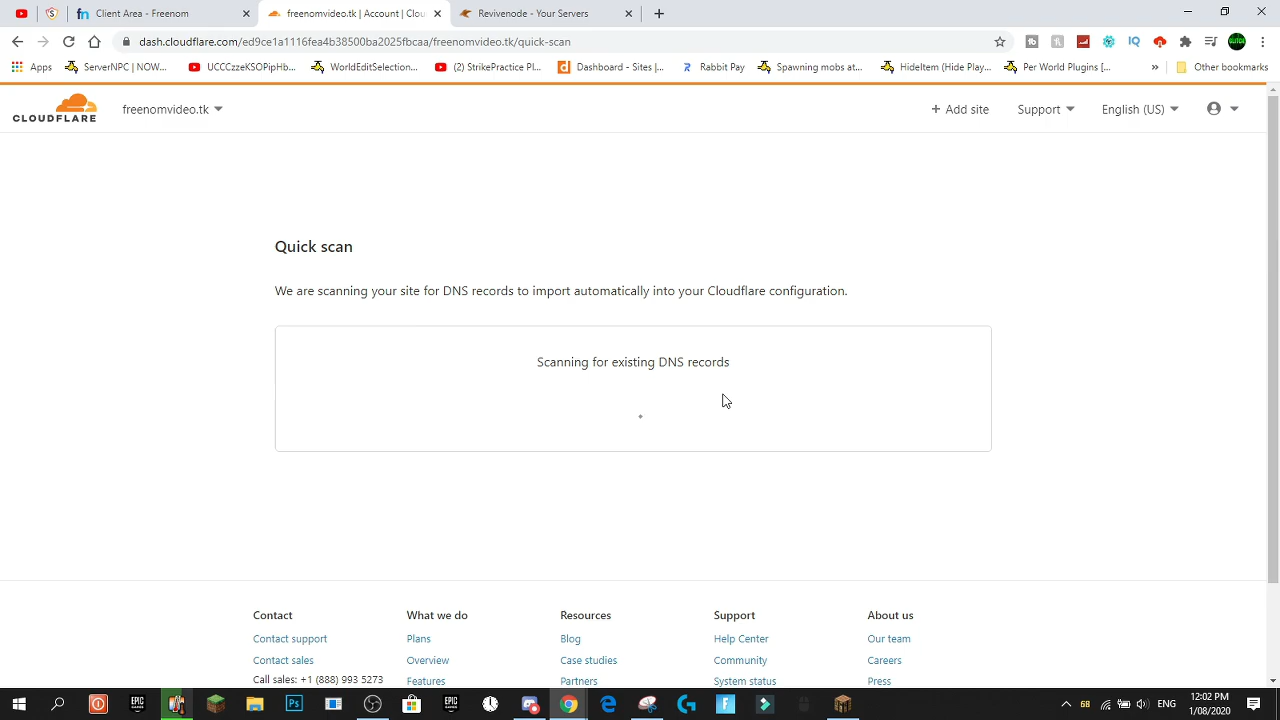 Client Area - Freenom
freenomvideo.tk | Account | Clou
Revivenode - Your Servers
dash.cloudflare.com/ed9ce1a1116fea4b38500ba2025fbcaa/freenomvideo.tk/quick-scan
Apps
ServerNPC | NOW...
UCCCzzeKSOPipHb...
WorldEditSelection...
(2) StrikePractice Pl...
Dashboard - Sites |...
Rabbit Pay
Spawning mobs at...
HideItem (Hide Play...
Per World Plugins [...
»
Other bookmarks
CLOUDFLARE
freenomvideo.tk
+ Add site
Support
English (US)
Quick scan
We are scanning your site for DNS records to import automatically into your Cloudflare configuration.
Scanning for existing DNS records
Contact
What we do
Resources
Support
About us
Contact support
Plans
Blog
Help Center
Our team
Contact sales
Overview
Case studies
Community
Careers
Call sales: +1 (888) 993 5273
Features
Partners
System status
Press
68
ENG
12:02 PM
1/08/2020